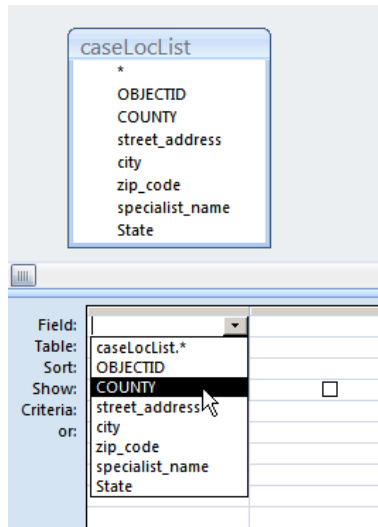 caseLocList
*
OBJECTID
COUNTY
street_address
city
zip_code
specialist_name
State
Field:
Table:
Sort:
Show:
Criteria:
or:
caseLocList.*
OBJECTID
COUNTY
street_address
city
zip_code
specialist_name
State